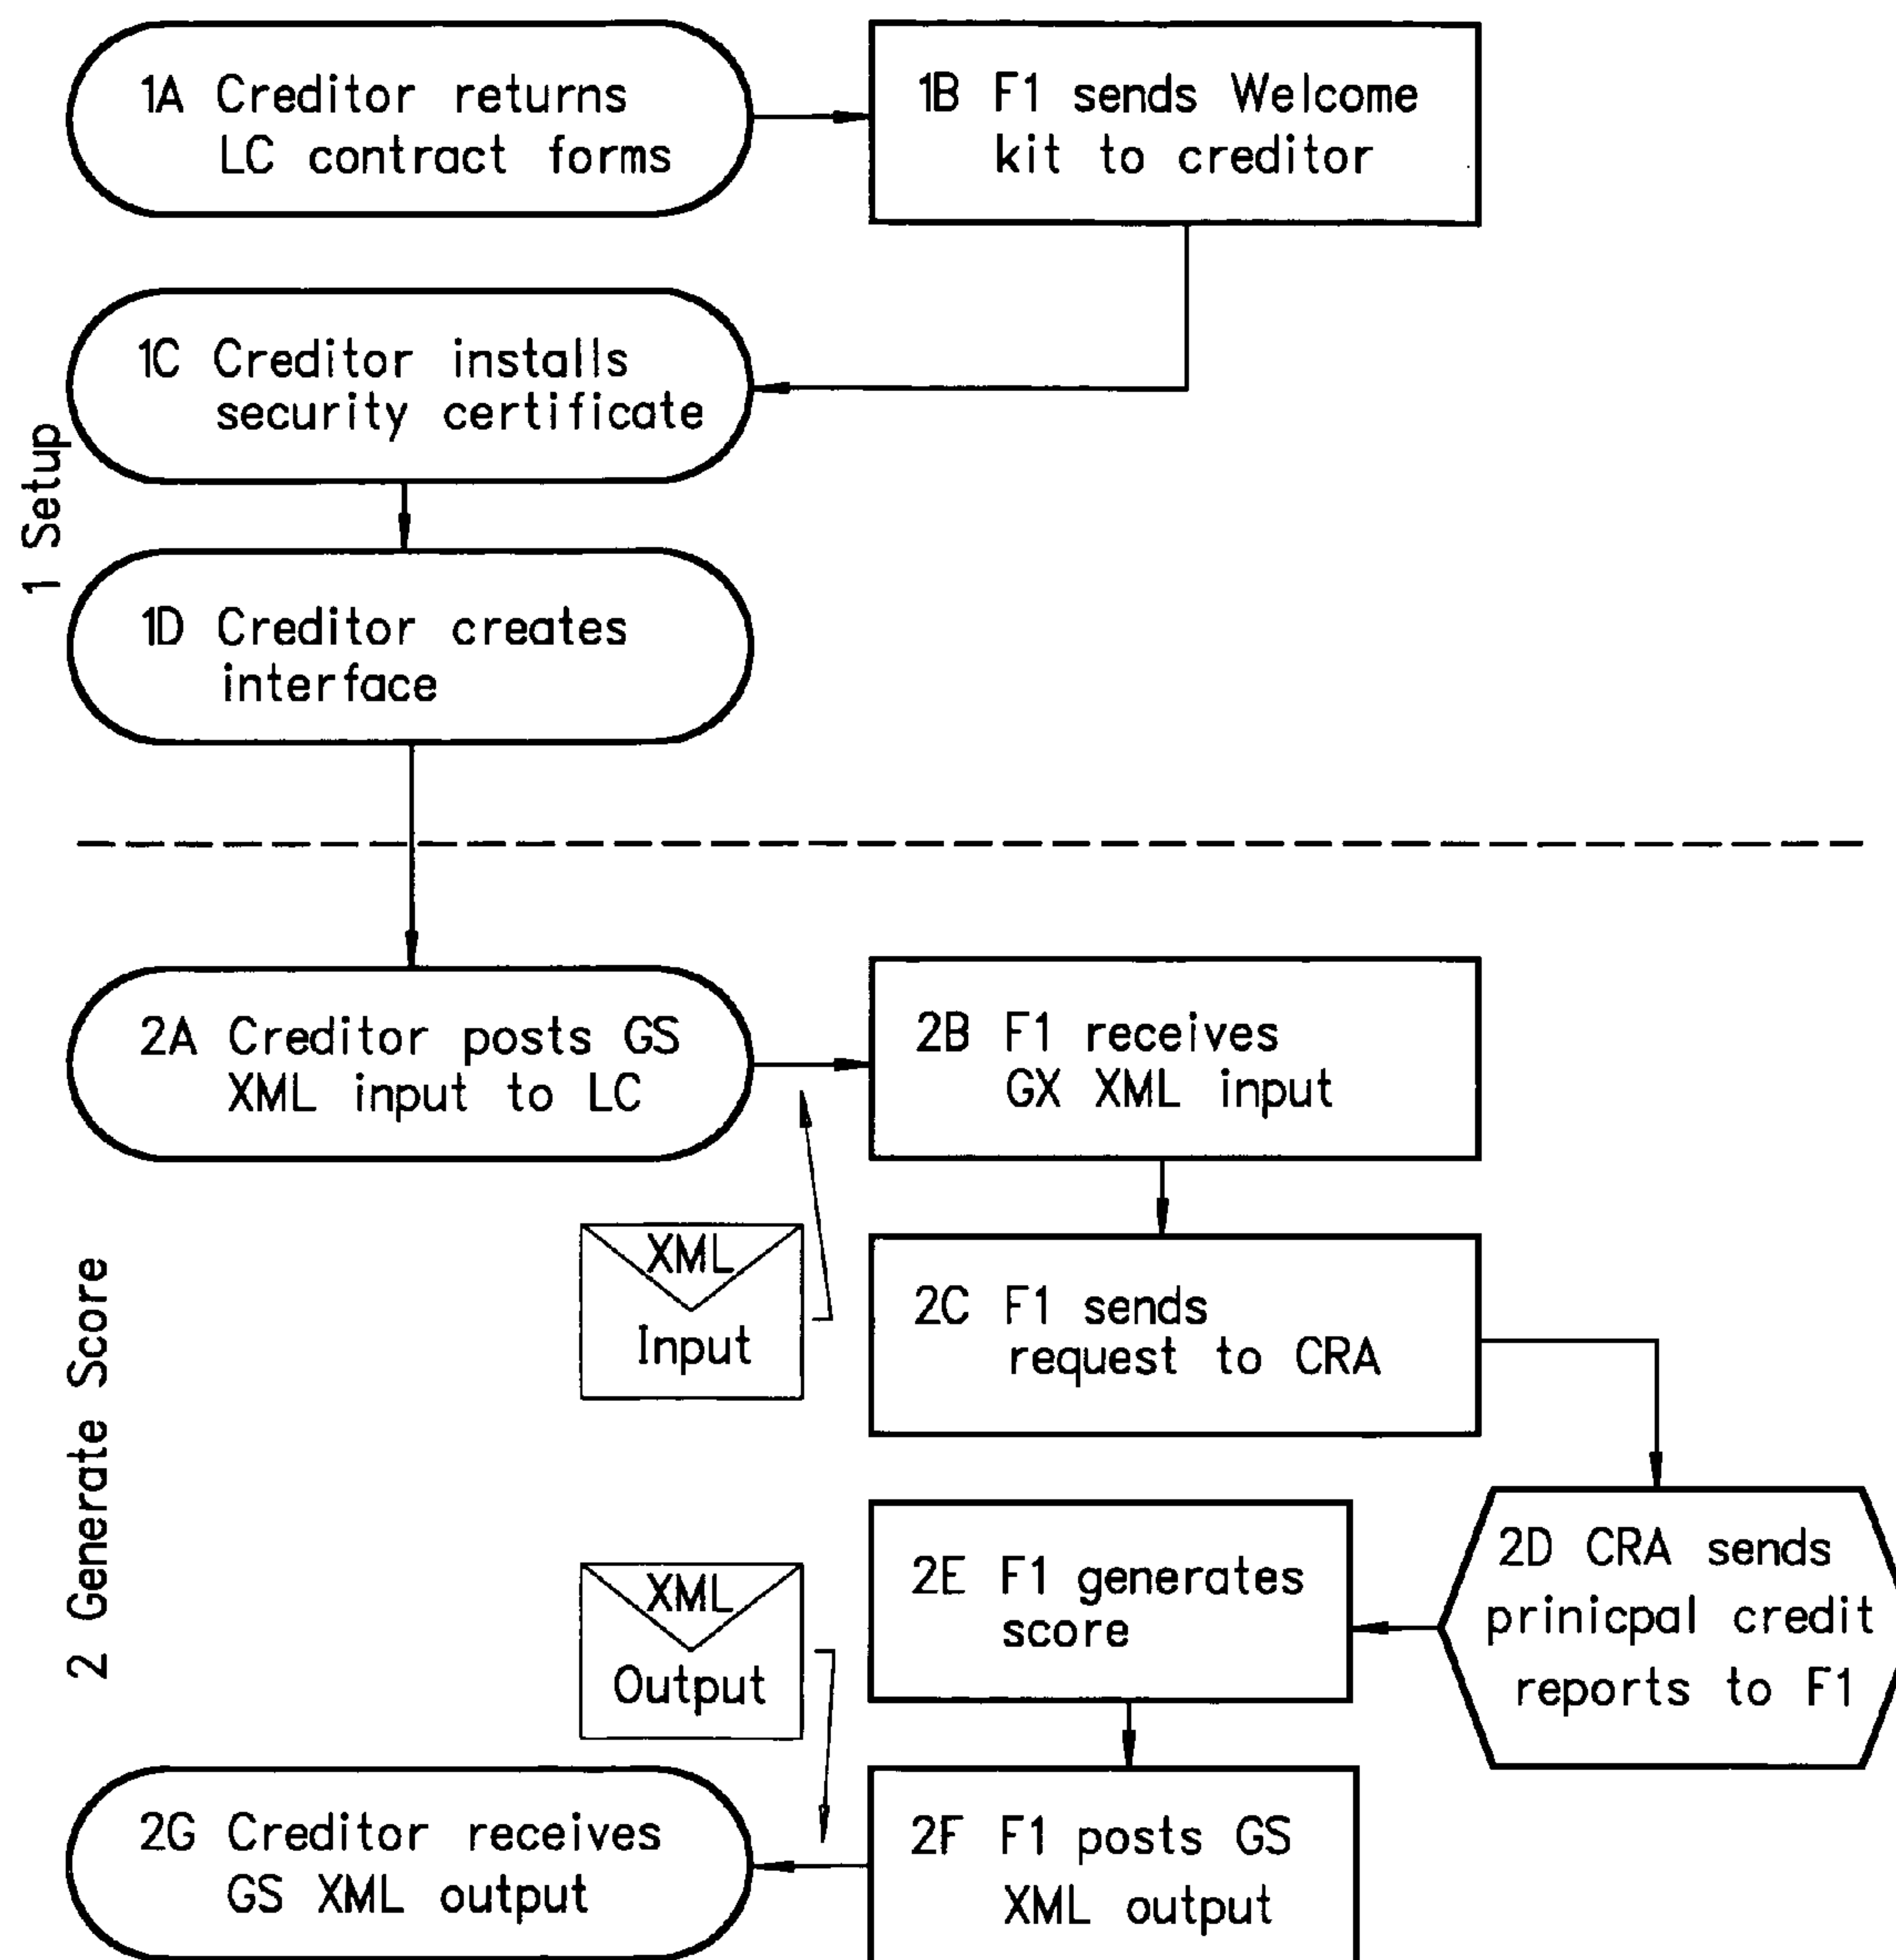 1A Creditor returns
LC contract forms
1B F1 sends Welcome
kit to creditor
1C Creditor installs
security certificate
1 Setup
1D Creditor creates
interface
2A Creditor posts GS
XML input to LC
2B F1 receives
GX XML input
XML
Input
2C F1 sends
request to CRA
2 Generate Score
2D CRA sends
prinicpal credit
reports to F1
2E F1 generates
score
XML
Output
2F F1 posts GS
XML output
2G Creditor receives
GS XML output